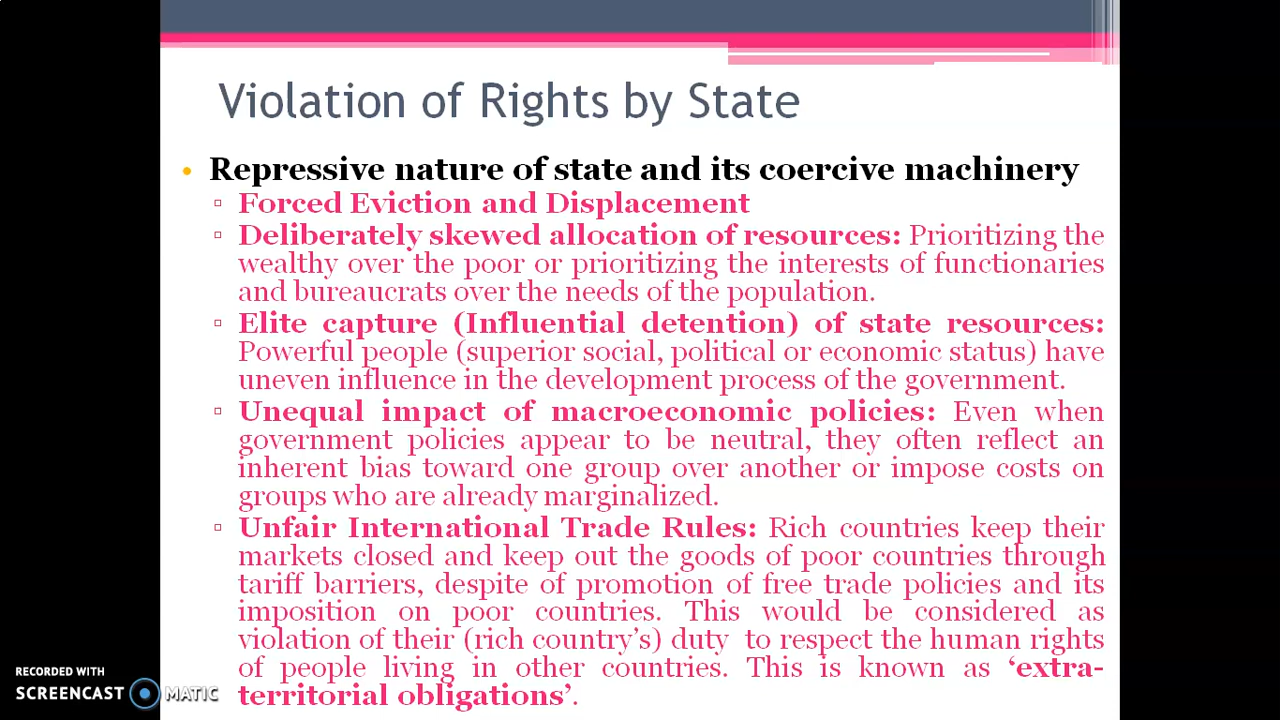 Violation of Rights by State
• Repressive nature of state and its coercive machinery
▫ Forced Eviction and Displacement
▫ Deliberately skewed allocation of resources: Prioritizing the
wealthy over the poor or prioritizing the interests of functionaries
and bureaucrats over the needs of the population.
▫ Elite capture (Influential detention) of state resources:
Powerful people (superior social, political or economic status) have
uneven influence in the development process of the government.
▫ Unequal impact of macroeconomic policies: Even when
government policies appear to be neutral, they often reflect an
inherent bias toward one group over another or impose costs on
groups who are already marginalized.
▫ Unfair International Trade Rules: Rich countries keep their
markets closed and keep out the goods of poor countries through
tariff barriers, despite of promotion of free trade policies and its
imposition on poor countries. This would be considered as
violation of their (rich country’s) duty to respect the human rights
of people living in other countries. This is known as ‘extra-
territorial obligations’.
RECORDED WITH
SCREENCAST MATIC